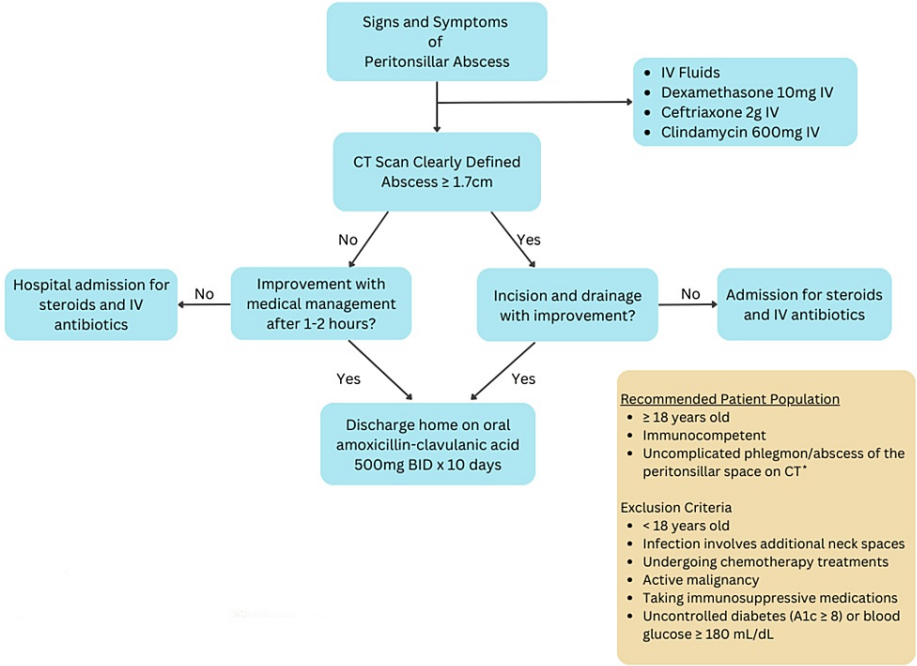 Signs and Symptoms
of
Peritonsillar Abscess
• IV Fluids
• Dexamethasone 10mg IV
• Ceftriaxone 2g IV
• Clindamycin 600mg IV
CT Scan Clearly Defined
Abscess ≥ 1.7cm
No
Yes
Hospital admission for
steroids and IV
antibiotics
No
Improvement with
medical management
after 1-2 hours?
Incision and drainage
with improvement?
No
Admission for steroids
and IV antibiotics
Yes
Yes
Discharge home on oral
amoxicillin-clavulanic acid
500mg BID x 10 days
Recommended Patient Population
• ≥ 18 years old
• Immunocompetent
• Uncomplicated phlegmon/abscess of the
peritonsillar space on CT*
Exclusion Criteria
• < 18 years old
• Infection involves additional neck spaces
• Undergoing chemotherapy treatments
• Active malignancy
• Taking immunosuppressive medications
• Uncontrolled diabetes (A1c ≥ 8) or blood
glucose ≥ 180 mL/dL